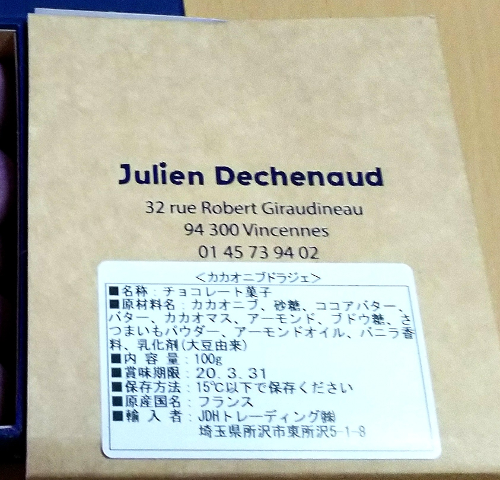 Julien Dechenaud
32 rue Robert Giraudineau
94 300 Vincennes
01 45 73 94 02
<カカオニブドラジェ>
■名称：チョコレート菓子
■原材料名：カカオニブ、砂糖、ココアバター、
バター、カカオマス、アーモンド、ブドウ糖、さ
つまいもパウダー、アーモンドオイル、バニラ香
料、乳化剤(大豆由来)
■内 容 量：100g
■賞味期限：20.3.31
■保存方法：15℃以下で保存ください
■原産国名：フランス
■輸 入 者：JDHトレーディング㈱
埼玉県所沢市東所沢5-1-8